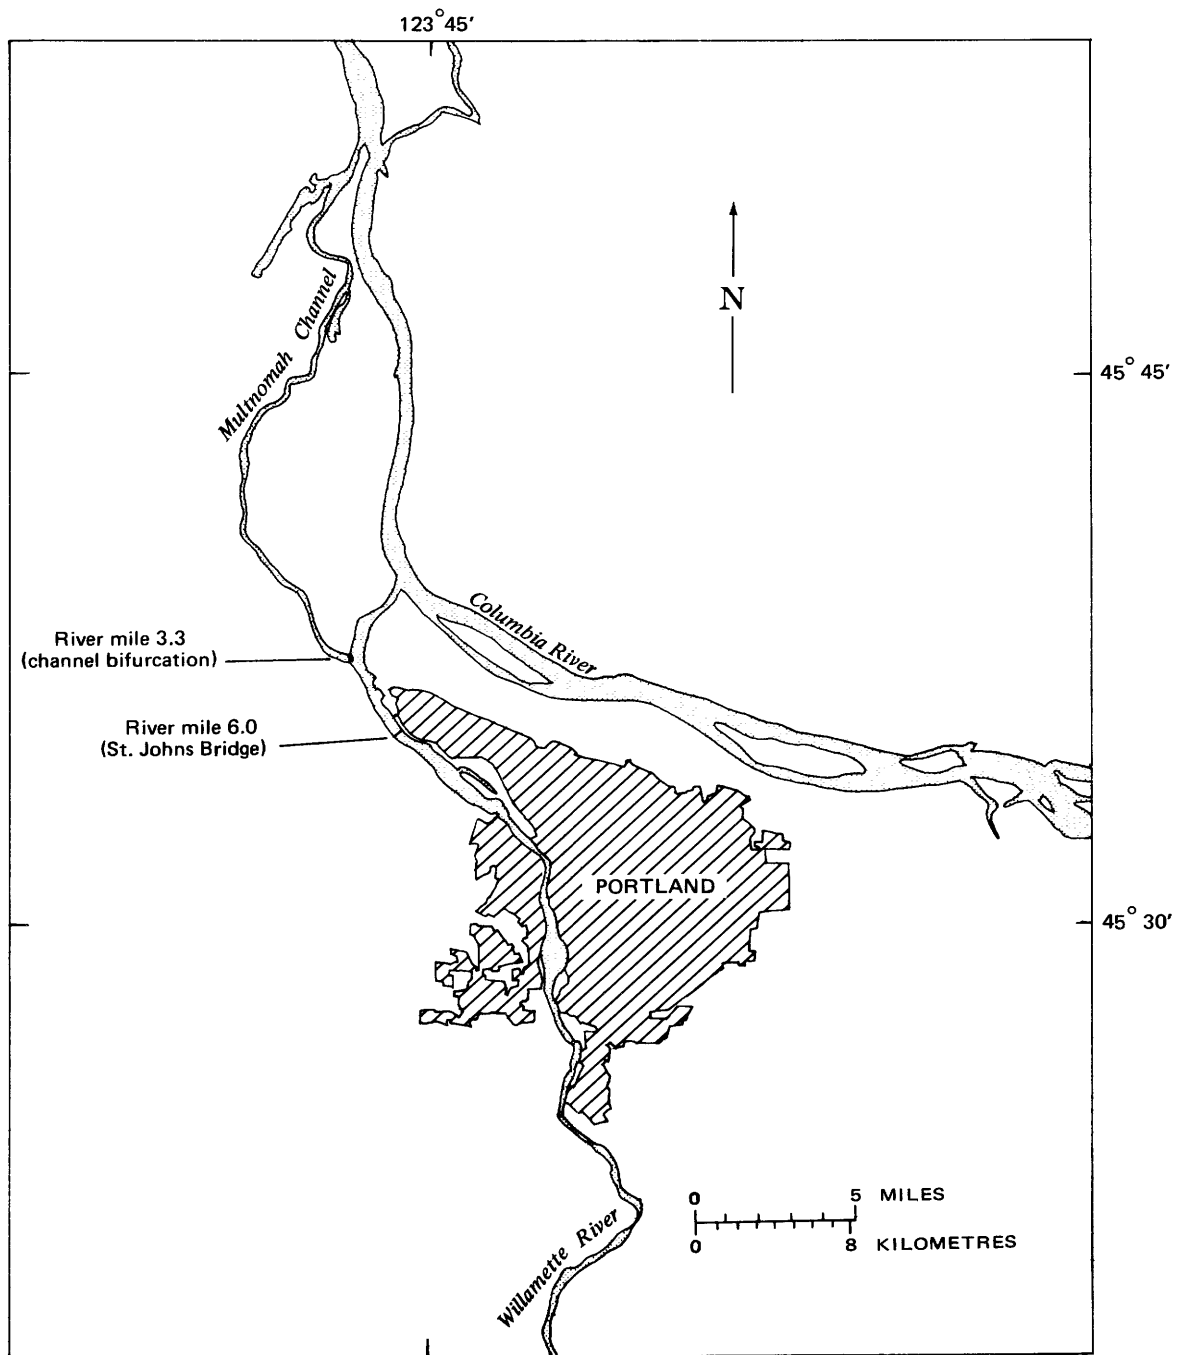 123°45'
Multnomah Channel
N
45° 45'
Columbia River
River mile 3.3
(channel bifurcation)
River mile 6.0
(St. Johns Bridge)
PORTLAND
45° 30'
0 5 MILES
0 8 KILOMETRES
Willamette River